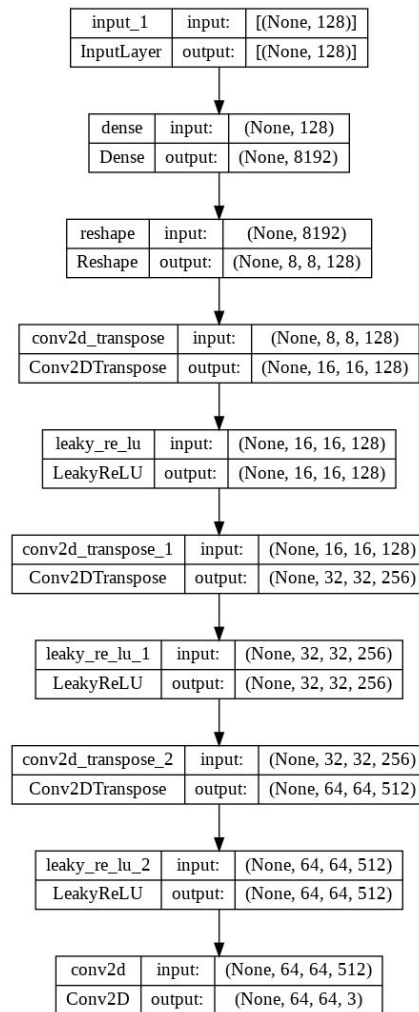 input_1 input: [(None, 128)]
InputLayer output: [(None, 128)]
dense input: (None, 128)
Dense output: (None, 8192)
reshape input: (None, 8192)
Reshape output: (None, 8, 8, 128)
conv2d_transpose input: (None, 8, 8, 128)
Conv2DTranspose output: (None, 16, 16, 128)
leaky_re_lu input: (None, 16, 16, 128)
LeakyReLU output: (None, 16, 16, 128)
conv2d_transpose_1 input: (None, 16, 16, 128)
Conv2DTranspose output: (None, 32, 32, 256)
leaky_re_lu_1 input: (None, 32, 32, 256)
LeakyReLU output: (None, 32, 32, 256)
conv2d_transpose_2 input: (None, 32, 32, 256)
Conv2DTranspose output: (None, 64, 64, 512)
leaky_re_lu_2 input: (None, 64, 64, 512)
LeakyReLU output: (None, 64, 64, 512)
conv2d input: (None, 64, 64, 512)
Conv2D output: (None, 64, 64, 3)